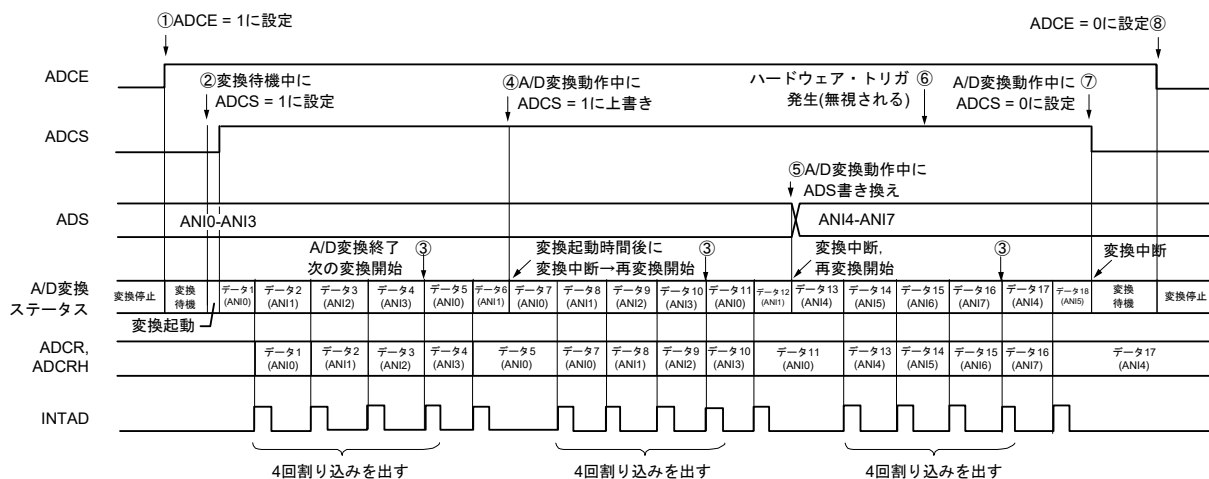 ①ADCE = 1に設定
ADCE = 0に設定⑧
ADCE
②変換待機中に
ADCS = 1に設定
④A/D変換動作中に
ADCS = 1に上書き
ハードウェア・トリガ ⑥
発生(無視される)
A/D変換動作中に ⑦
ADCS = 0に設定
ADCS
⑤A/D変換動作中に
ADS書き換え
ADS
ANI0-ANI3
ANI4-ANI7
A/D変換終了 ③
次の変換開始
変換起動時間後に
変換中断→再変換開始
③
変換中断,
再変換開始
③
変換中断
A/D変換
ステータス
変換停止
変換
待機
データ1
(ANI0)
データ2
(ANI1)
データ3
(ANI2)
データ4
(ANI3)
データ5
(ANI0)
データ6
(ANI1)
データ7
(ANI0)
データ8
(ANI1)
データ9
(ANI2)
データ10
(ANI3)
データ11
(ANI0)
データ12
(ANI1)
データ13
(ANI4)
データ14
(ANI5)
データ15
(ANI6)
データ16
(ANI7)
データ17
(ANI4)
データ18
(ANI5)
変換
待機
変換停止
変換起動
ADCR,
ADCRH
データ1
(ANI0)
データ2
(ANI1)
データ3
(ANI2)
データ4
(ANI3)
データ5
(ANI0)
データ7
(ANI0)
データ8
(ANI1)
データ9
(ANI2)
データ10
(ANI3)
データ11
(ANI0)
データ13
(ANI4)
データ14
(ANI5)
データ15
(ANI6)
データ16
(ANI7)
データ17
(ANI4)
INTAD
4回割り込みを出す
4回割り込みを出す
4回割り込みを出す